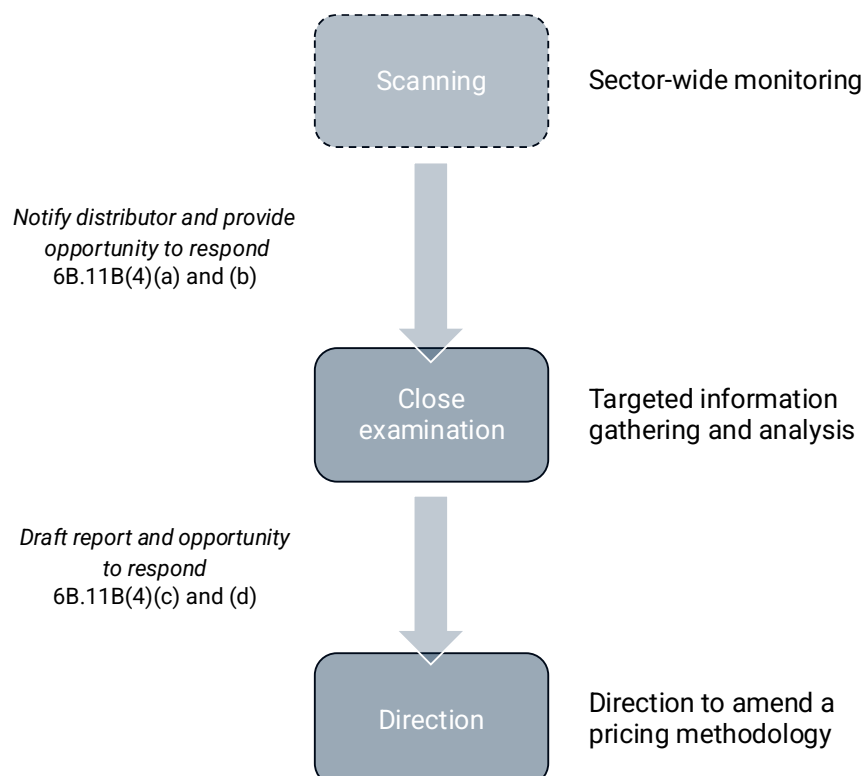 Scanning
Sector-wide monitoring
Notify distributor and provide
opportunity to respond
6B.11B(4)(a) and (b)
Close
examination
Targeted information
gathering and analysis
Draft report and opportunity
to respond
6B.11B(4)(c) and (d)
Direction
Direction to amend a
pricing methodology